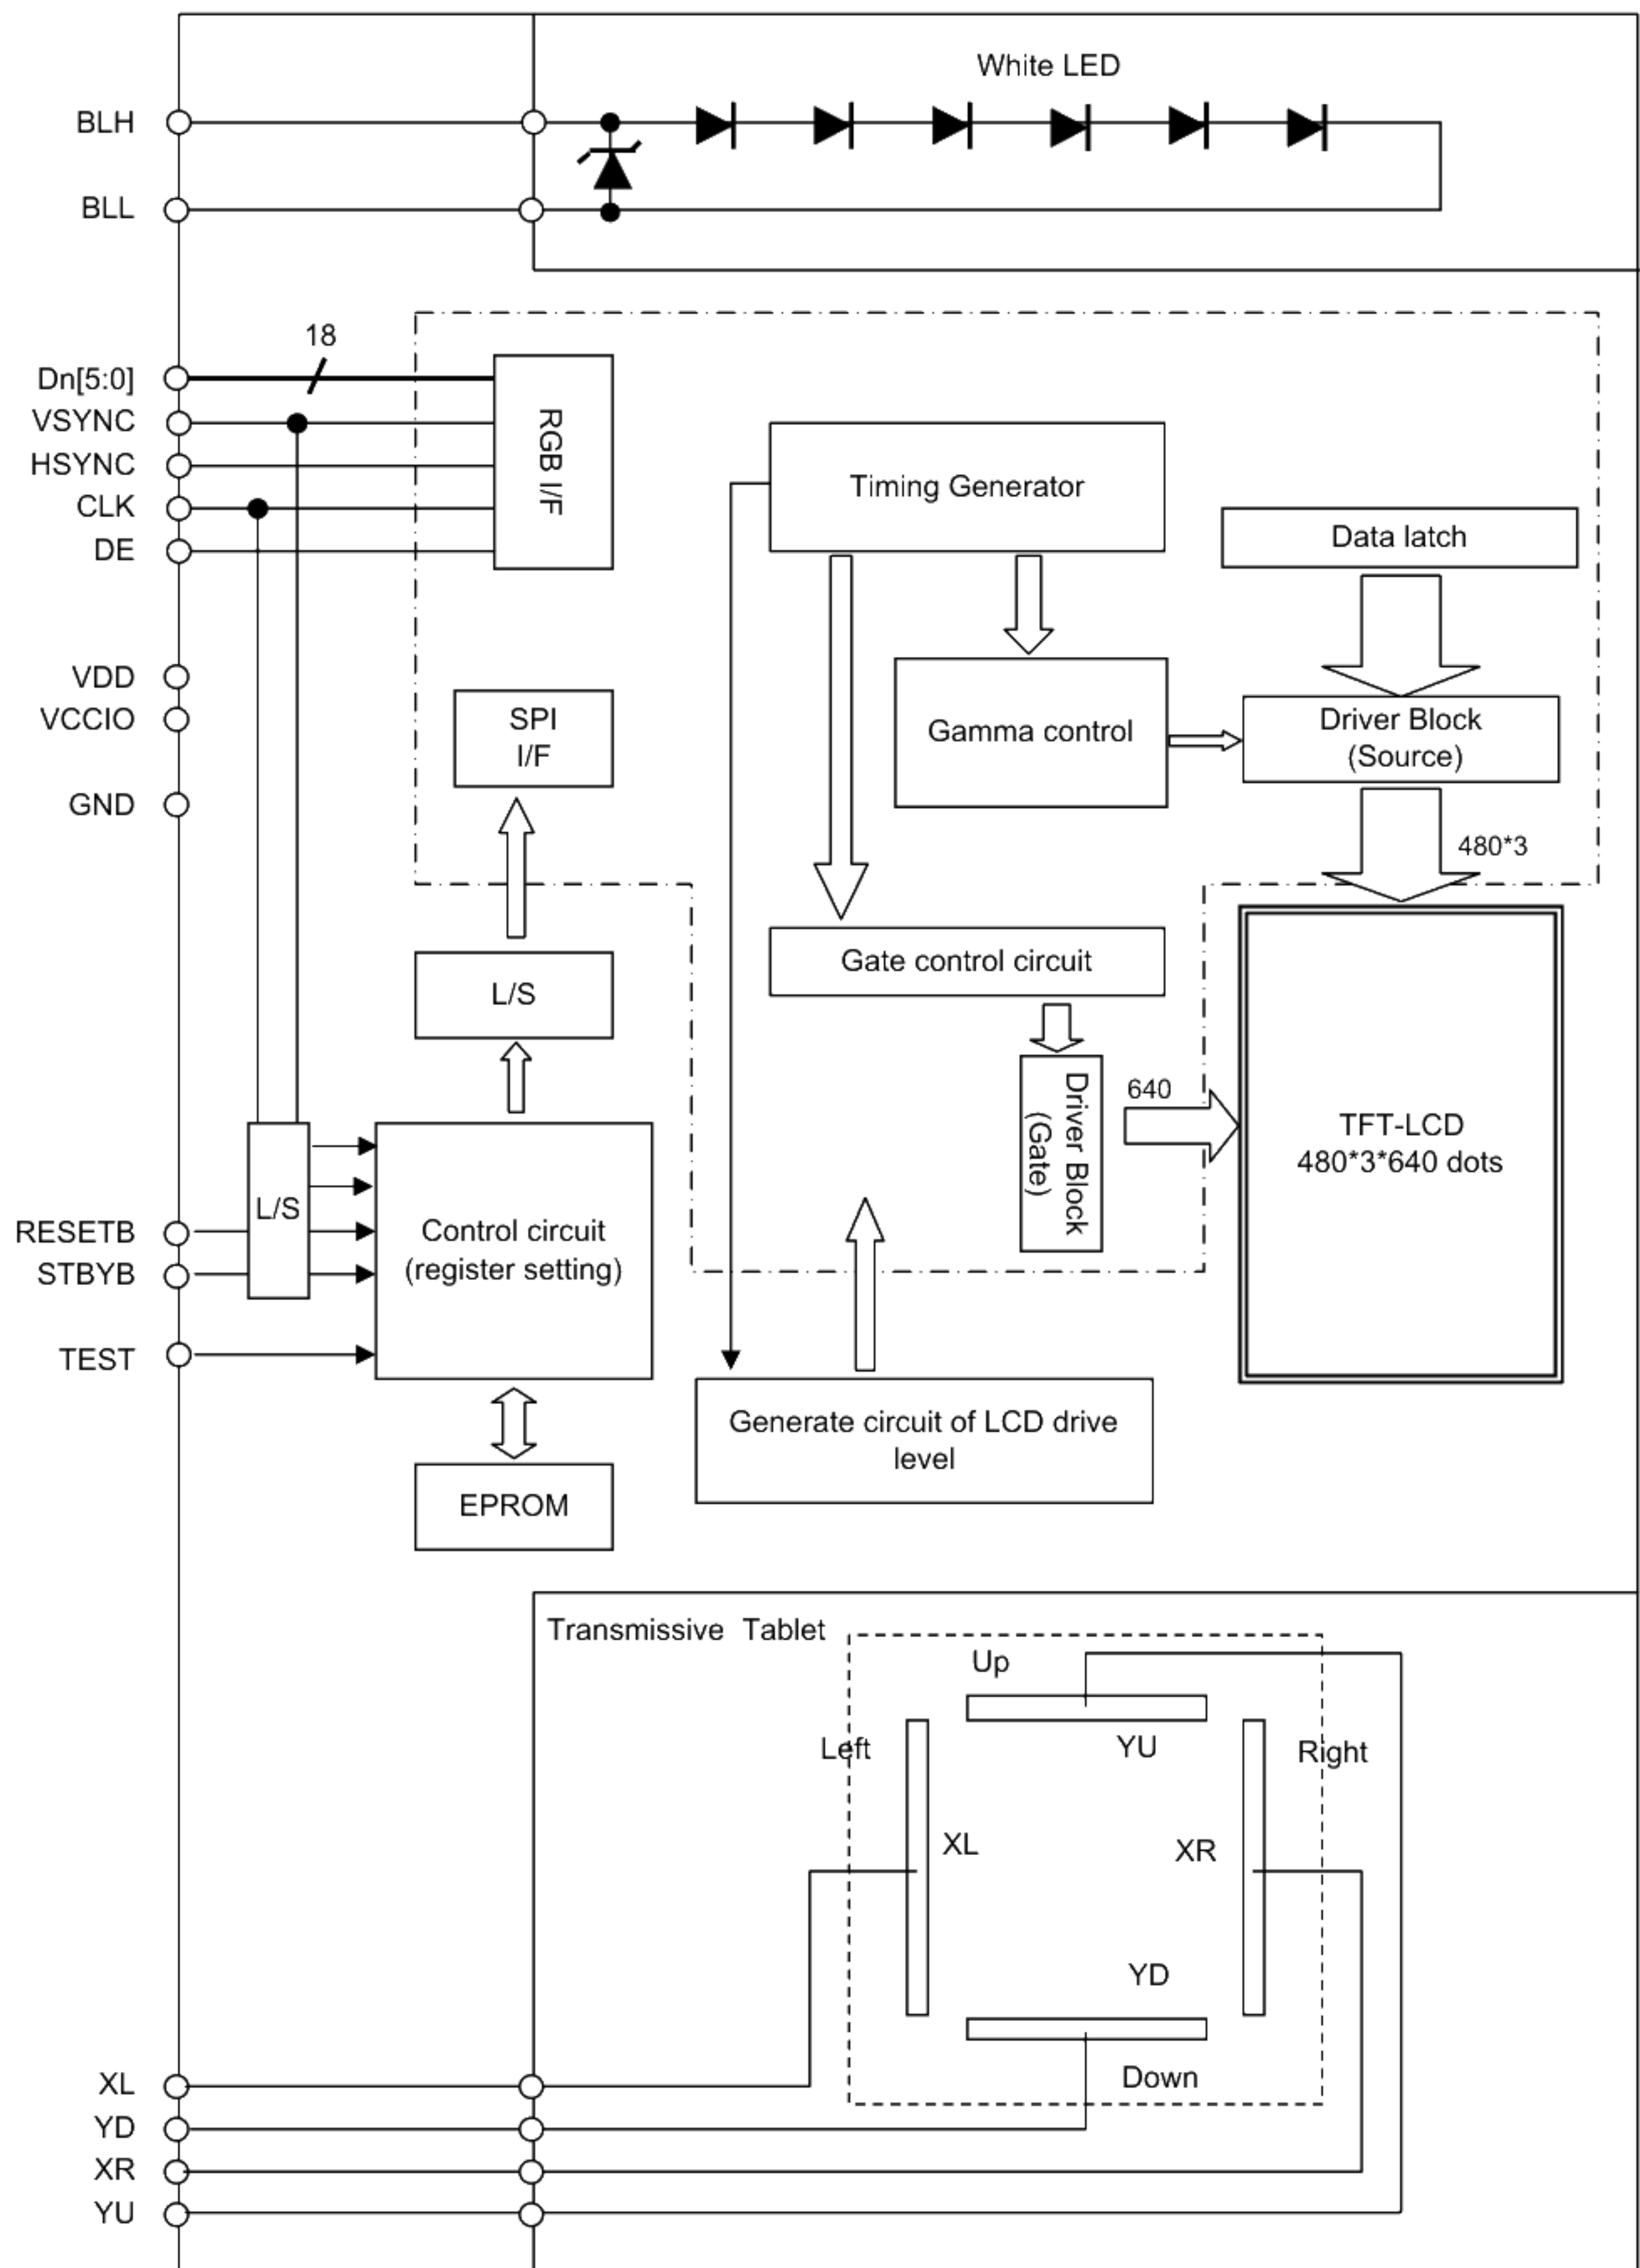 White LED
BLH
BLL
18
Dn[5:0]
VSYNC
HSYNC
CLK
DE
RGB I/F
Timing Generator
Data latch
VDD
VCCIO
GND
SPI
I/F
Gamma control
Driver Block
(Source)
480*3
L/S
Gate control circuit
Driver Block
(Gate)
640
TFT-LCD
480*3*640 dots
L/S
RESETB
STBYB
TEST
Control circuit
(register setting)
Generate circuit of LCD drive
level
EPROM
Transmissive Tablet
Up
Left
YU
Right
XL
XR
YD
Down
XL
YD
XR
YU